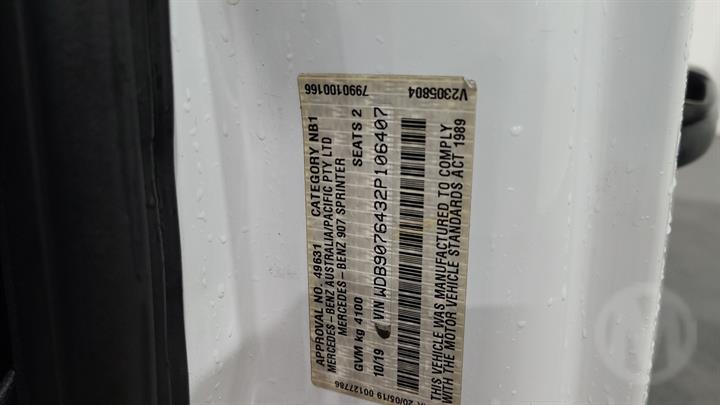 7990100166
V2305804
APPROVAL NO. 49631 CATEGORY NB1
MERCEDES-BENZ AUSTRALIA/PACIFIC PTY LTD
MERCEDES-BENZ 907 SPRINTER
GVM kg 4100 SEATS 2
10/19 VIN WDB9076432P106407
THIS VEHICLE WAS MANUFACTURED TO COMPLY
WITH THE MOTOR VEHICLE STANDARDS ACT 1989
20/05/19 00127786
M